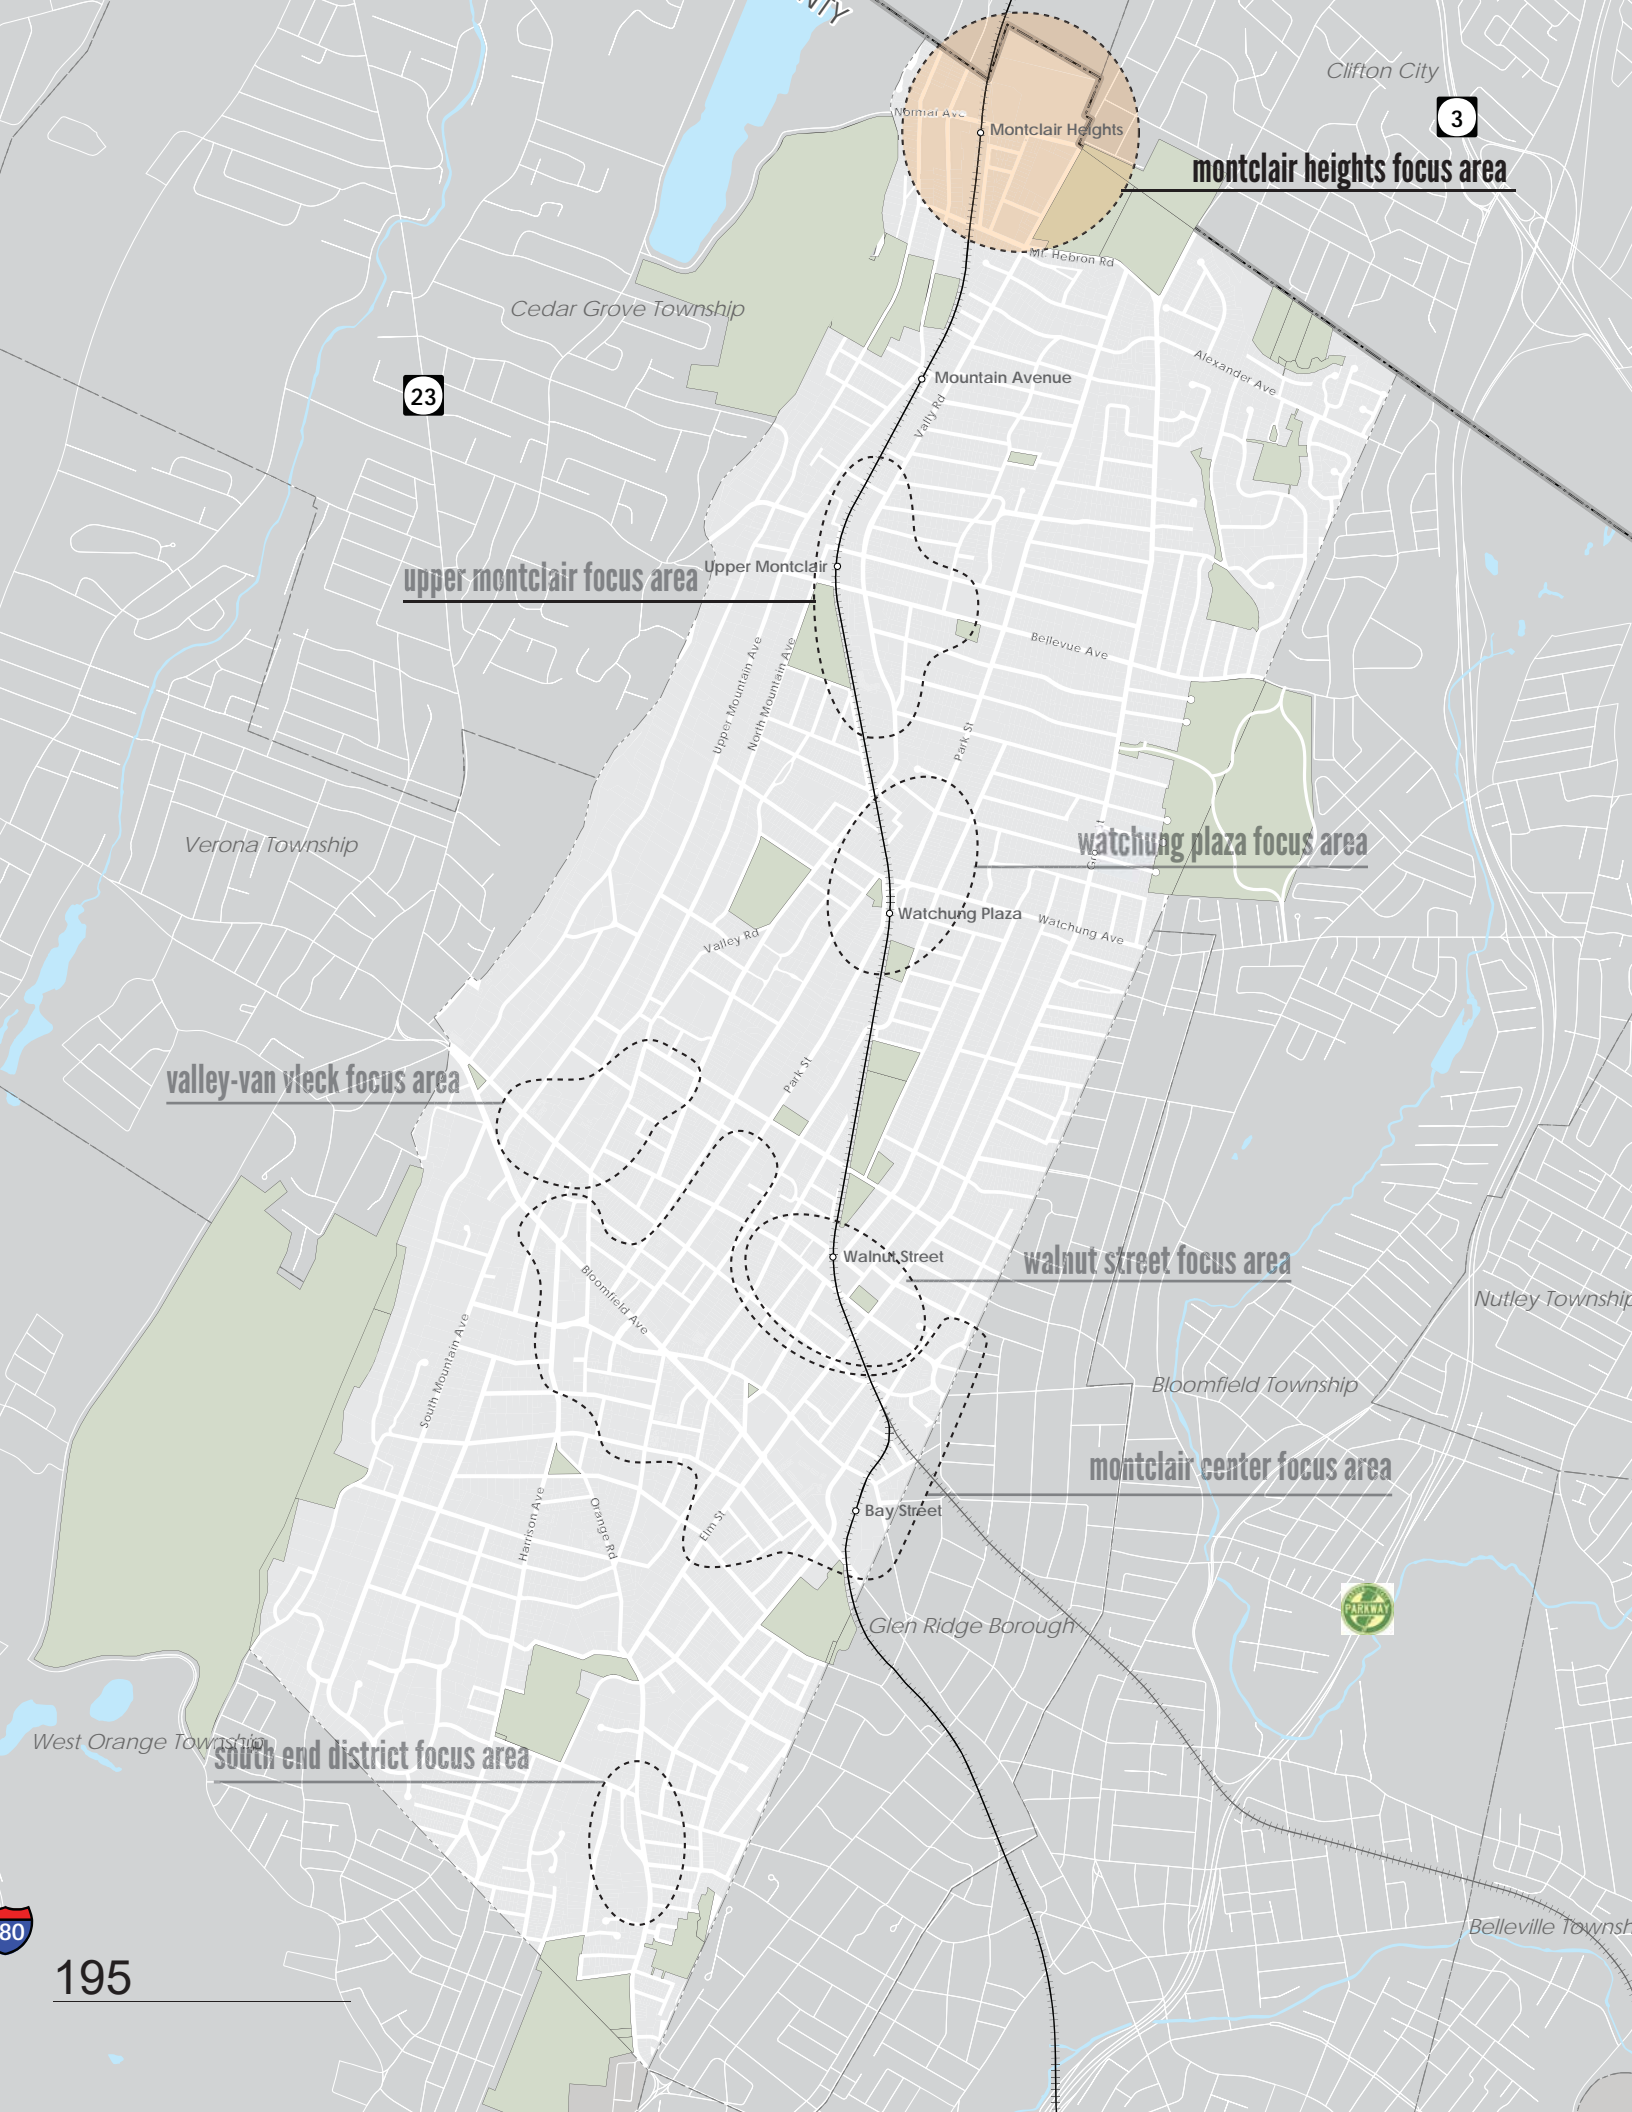 Clifton City
3
Normal Ave
Montclair Heights
montclair heights focus area
Mt. Hebron Rd
Cedar Grove Township
Alexander Ave
Mountain Avenue
23
Vally Rd
upper montclair focus area
Upper Montclair
Bellevue Ave
Upper Mountain Ave
North Mountain Ave
Park St
Verona Township
watchung plaza focus area
Watchung Plaza
Watchung Ave
Valley Rd
valley-van vleck focus area
Park St
Walnut Street
walnut street focus area
Bloomfield Ave
Nutley Township
South Mountain Ave
Bloomfield Township
montclair center focus area
Bay Street
Harrison Ave
Orange Rd
Elm St
PARKWAY
Glen Ridge Borough
West Orange Township
south end district focus area
80
Belleville Townsh
195